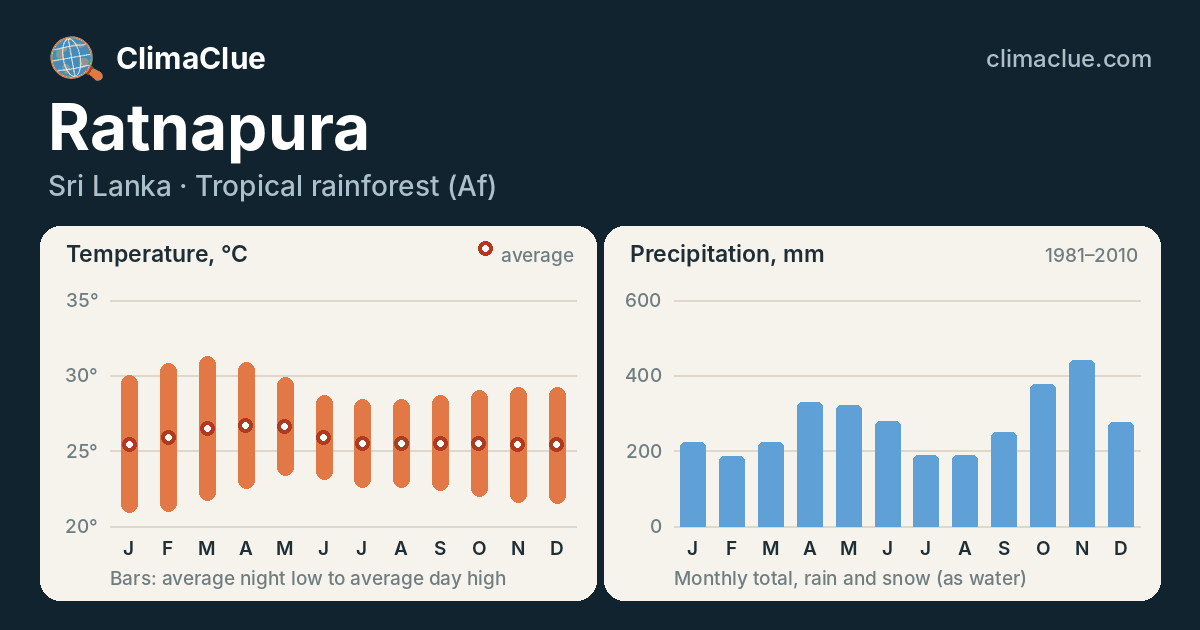 ClimaClue
climaclue.com
Ratnapura
Sri Lanka · Tropical rainforest (Af)
Temperature, °C
average
35°
30°
25°
20°
J F M A M J J A S O N D
Bars: average night low to average day high
Precipitation, mm
1981–2010
600
400
200
0
J F M A M J J A S O N D
Monthly total, rain and snow (as water)